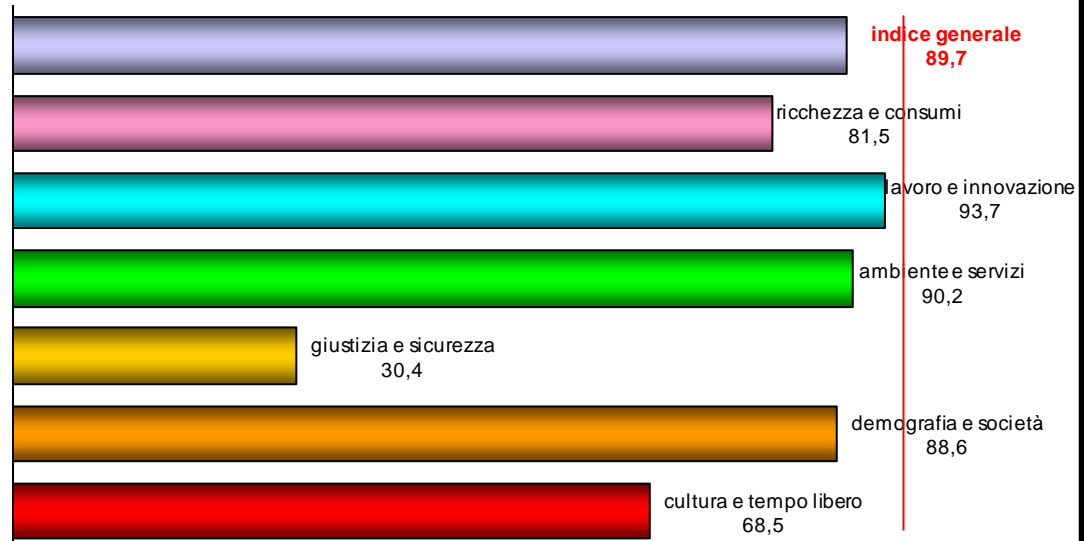 indice generale
89,7
ricchezza e consumi
81,5
lavoro e innovazione
93,7
ambiente e servizi
90,2
giustizia e sicurezza
30,4
demografia e società
88,6
cultura e tempo libero
68,5